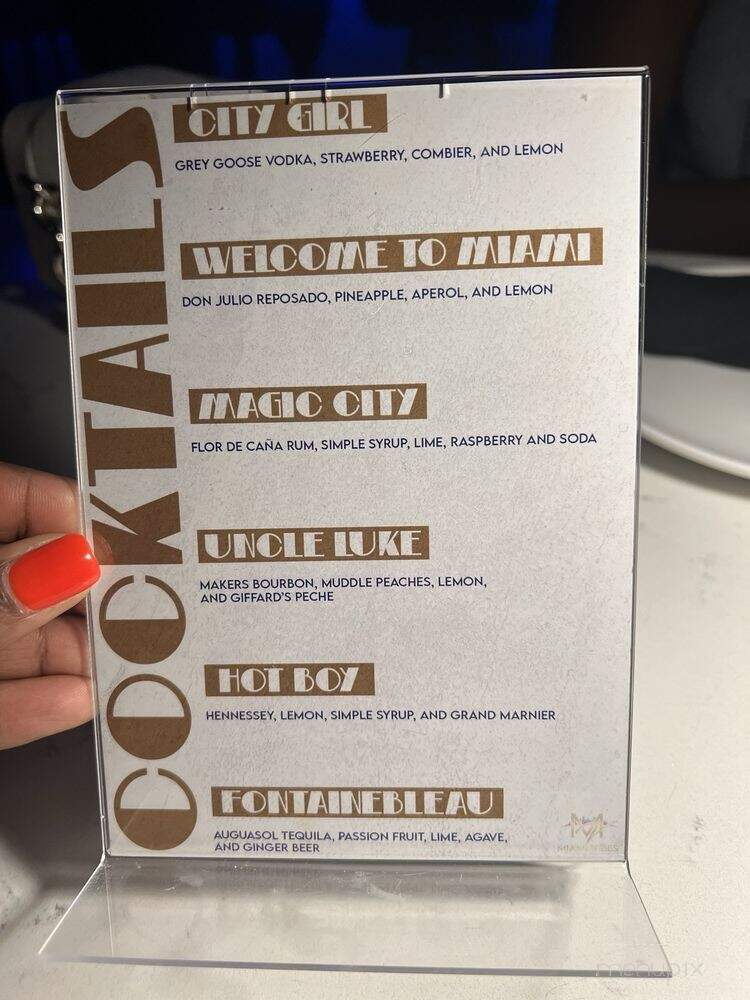 COCKTAILS
CITY GIRL
GREY GOOSE VODKA, STRAWBERRY, COMBIER, AND LEMON
WELCOME TO MIAMI
DON JULIO REPOSADO, PINEAPPLE, APEROL, AND LEMON
MAGIC CITY
FLOR DE CAÑA RUM, SIMPLE SYRUP, LIME, RASPBERRY AND SODA
UNCLE LUKE
MAKERS BOURBON, MUDDLE PEACHES, LEMON,
AND GIFFARD'S PECHE
HOT BOY
HENNESSEY, LEMON, SIMPLE SYRUP, AND GRAND MARNIER
FONTAINEBLEAU
AUGUASOL TEQUILA, PASSION FRUIT, LIME, AGAVE,
AND GINGER BEER
menupix